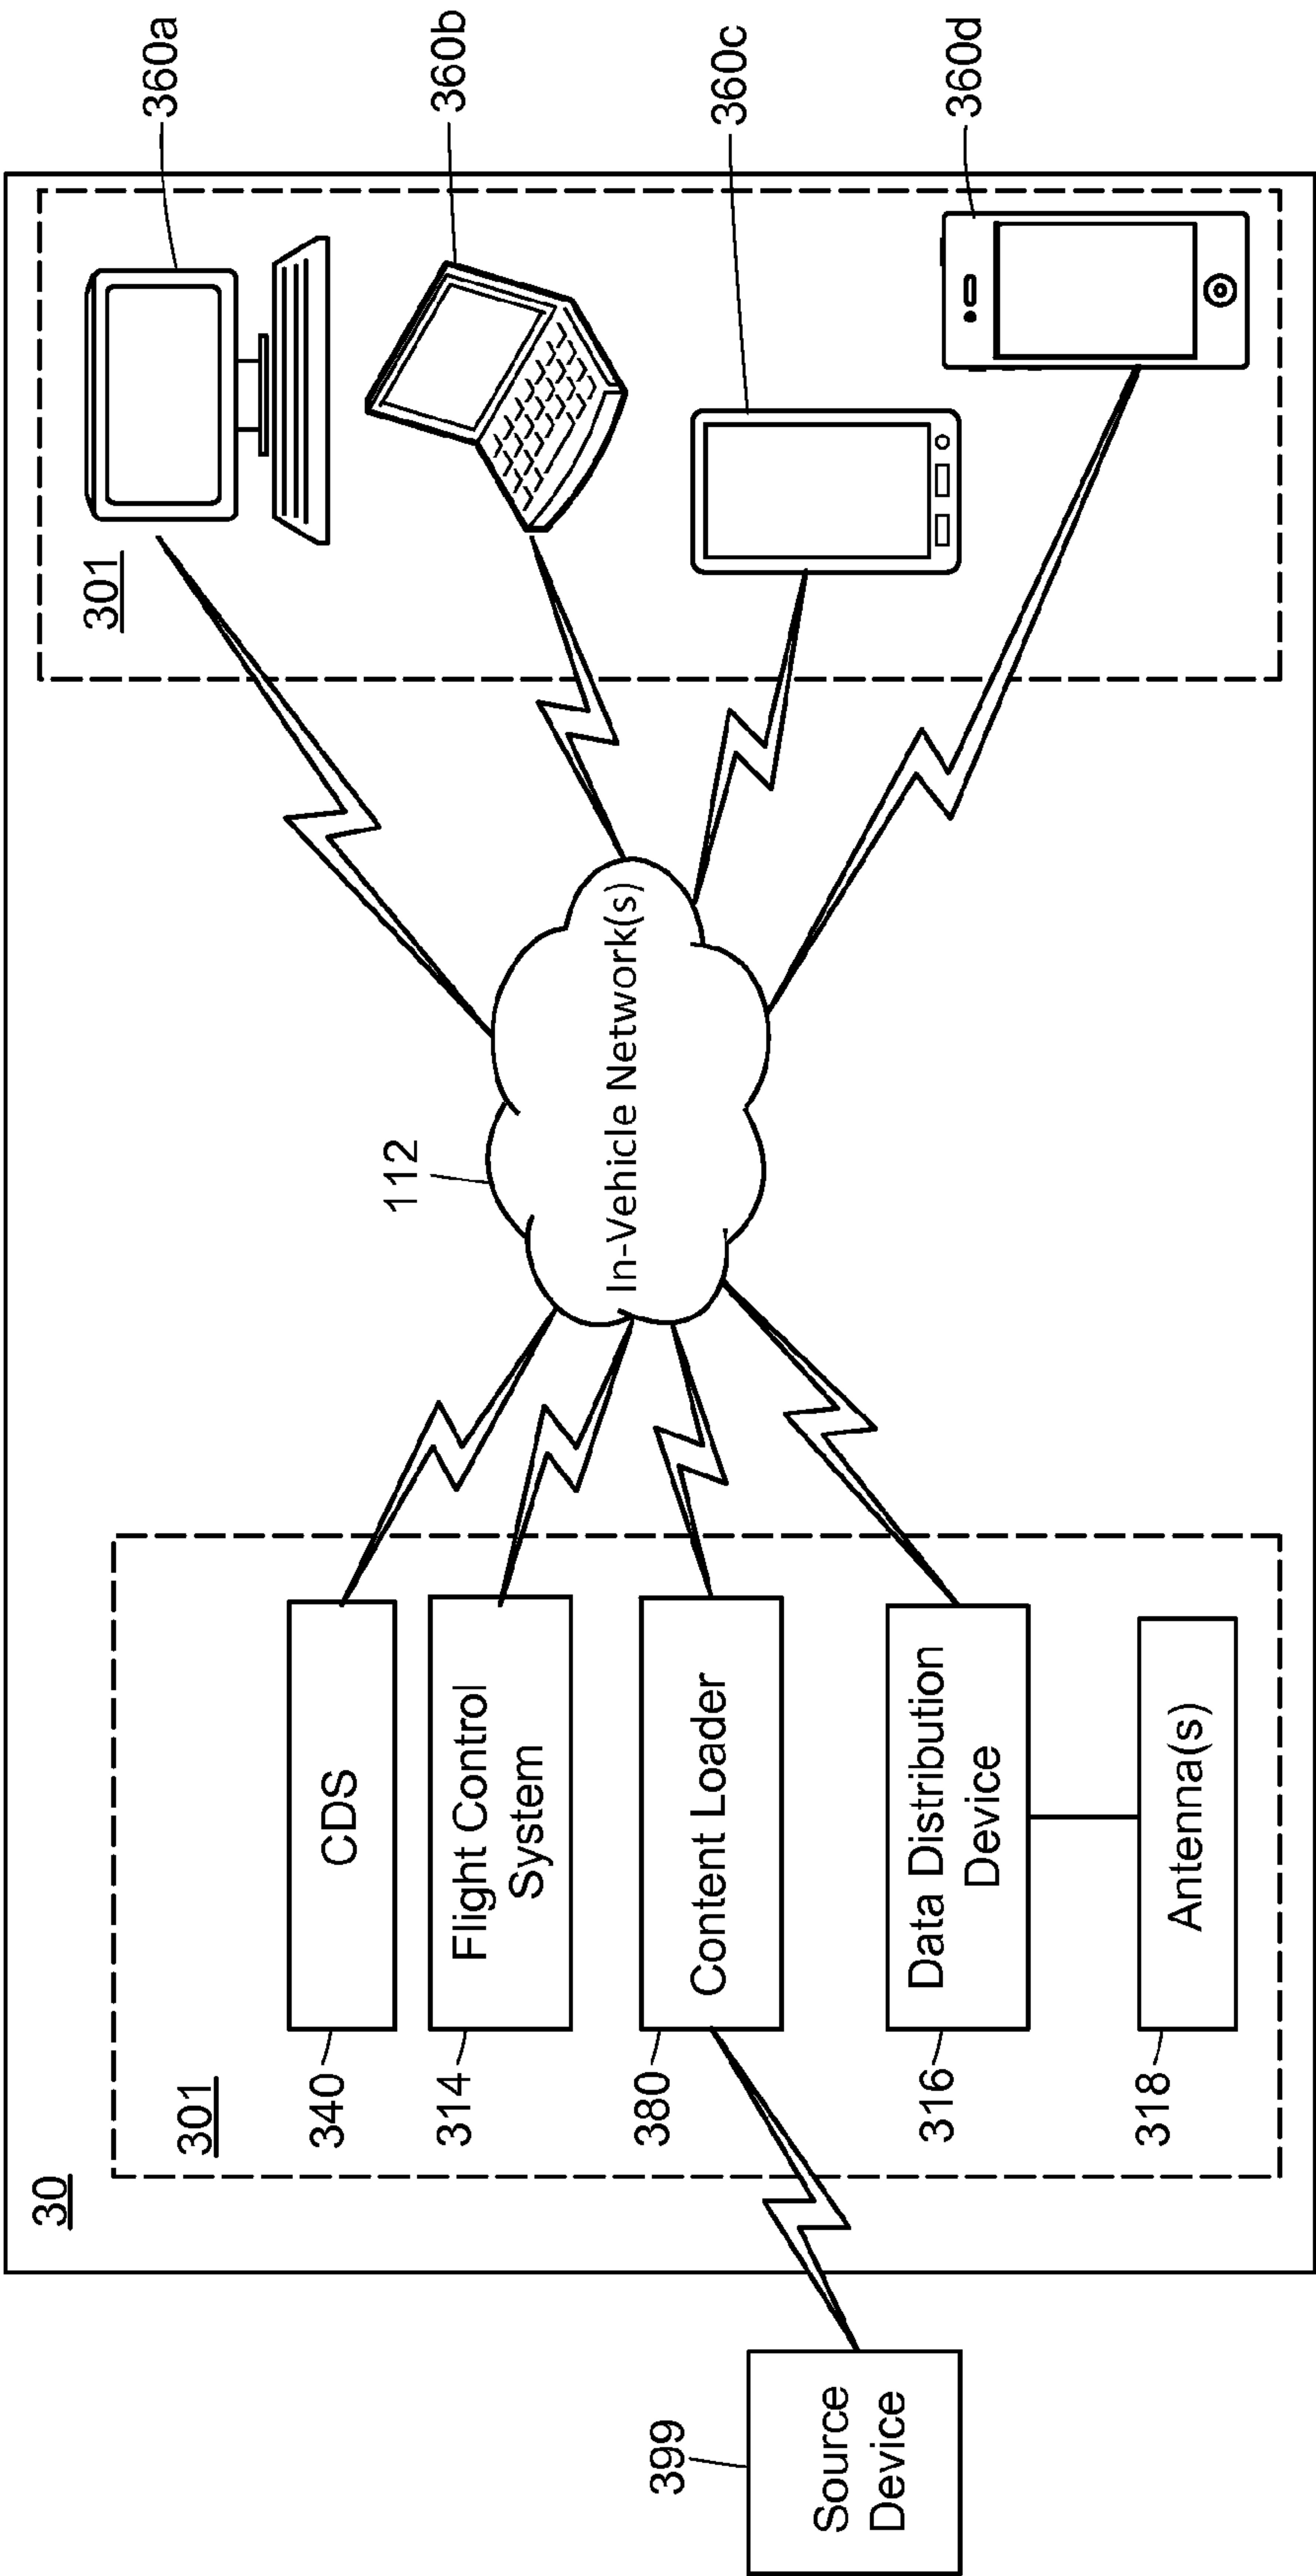 30
301
340
CDS
314
Flight Control
System
380
Content Loader
316
Data Distribution
Device
318
Antenna(s)
399
Source
Device
112
In-Vehicle Network(s)
301
360a
360b
360c
360d